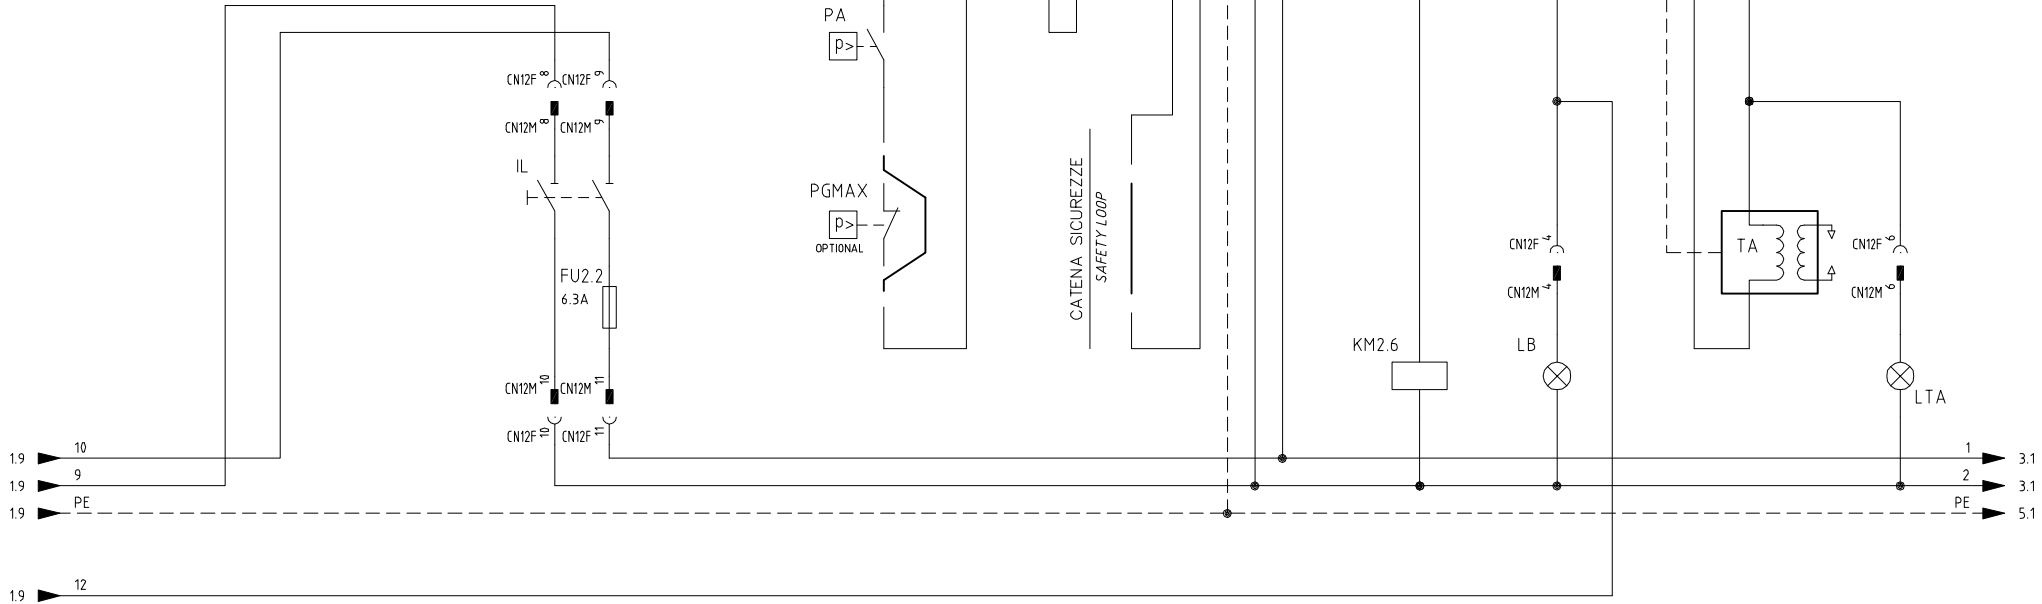 PA
p>
CN12F 8 CN12F 9
CN12M 8 CN12M 9
IL
PGMAX
p>
OPTIONAL
CATENA SICUREZZE
SAFETY LOOP
TA
CN12F 4
CN12M 4
CN12F 6
CN12M 6
FU2.2
6.3A
KM2.6
LB
LTA
CN12M 10 CN12M 11
CN12F 10 CN12F 11
1.9 10 1 3.1
1.9 9 2 3.1
1.9 PE PE 5.1
1.9 12